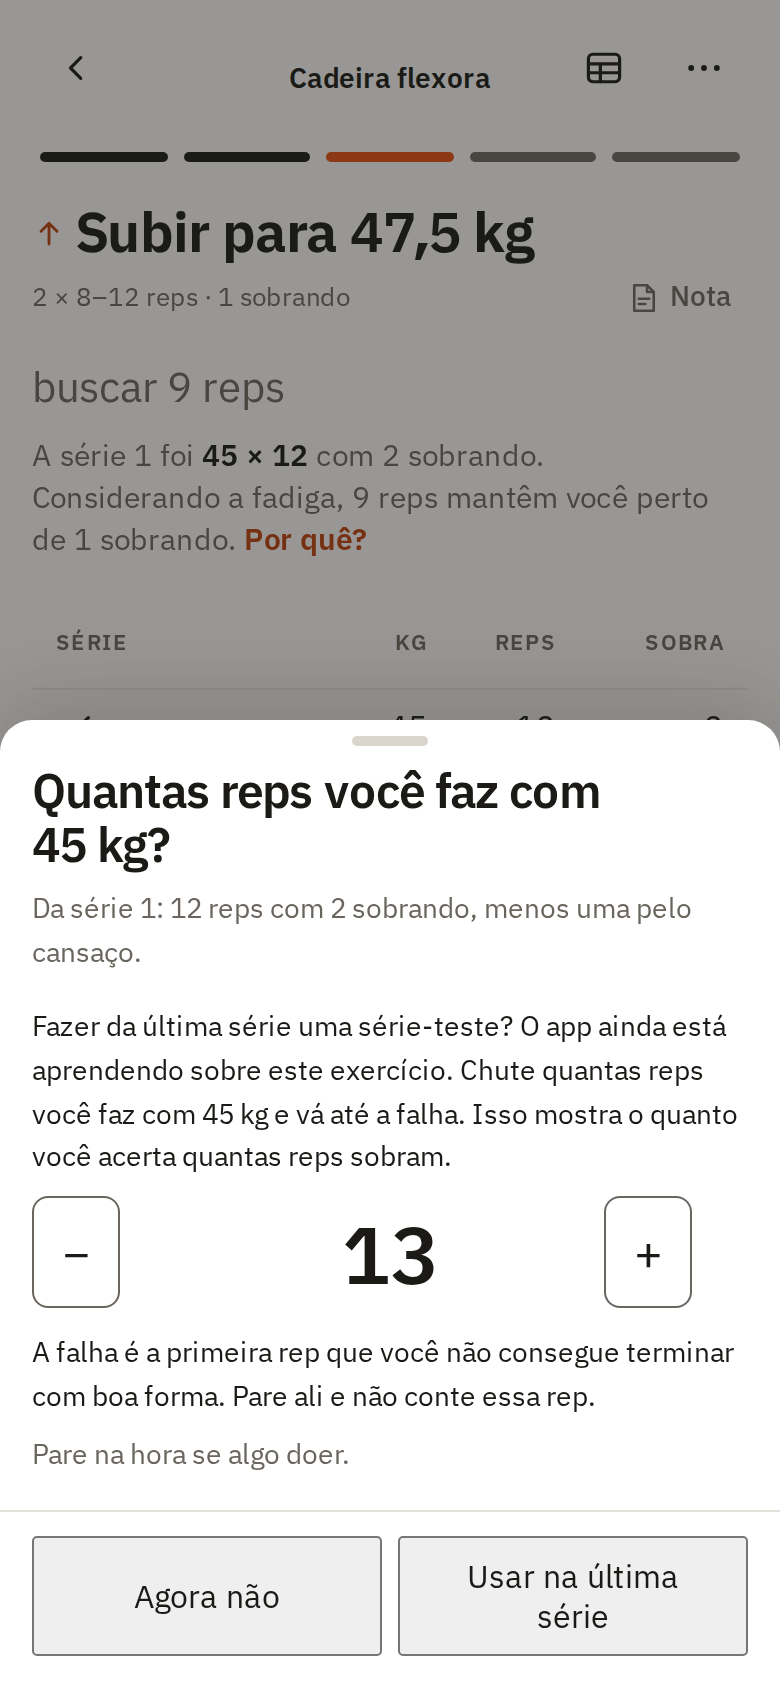 Cadeira flexora
Subir para 47,5 kg
2 × 8–12 reps · 1 sobrando
Nota
buscar 9 reps
A série 1 foi 45 × 12 com 2 sobrando.
Considerando a fadiga, 9 reps mantêm você perto
de 1 sobrando. Por quê?
SÉRIE KG REPS SOBRA
Quantas reps você faz com
45 kg?
Da série 1: 12 reps com 2 sobrando, menos uma pelo
cansaço.
Fazer da última série uma série-teste? O app ainda está
aprendendo sobre este exercício. Chute quantas reps
você faz com 45 kg e vá até a falha. Isso mostra o quanto
você acerta quantas reps sobram.
− 13 +
A falha é a primeira rep que você não consegue terminar
com boa forma. Pare ali e não conte essa rep.
Pare na hora se algo doer.
Agora não
Usar na última
série